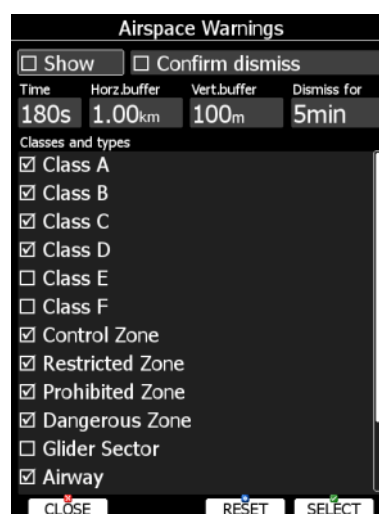 Airspace Warnings
Show Confirm dismiss
Time Horz.buffer Vert.buffer Dismiss for
180s 1.00km 100m 5min
Classes and types
Class A
Class B
Class C
Class D
Class E
Class F
Control Zone
Restricted Zone
Prohibited Zone
Dangerous Zone
Glider Sector
Airway
CLOSE RESET SELECT